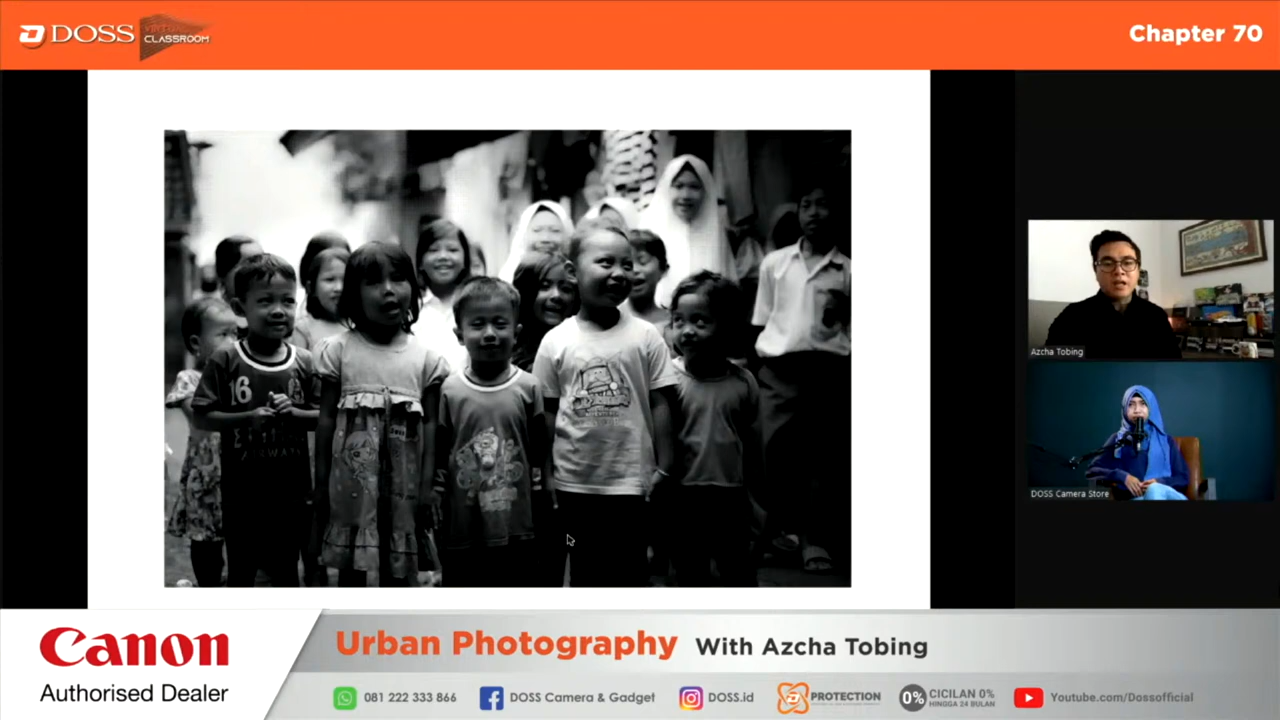 DOSS
VIRTUAL
CLASSROOM
Chapter 70
16
Azcha Tobing
DOSS Camera Store
Canon
Authorised Dealer
Urban Photography With Azcha Tobing
081 222 333 866
DOSS Camera & Gadget
DOSS.id
PROTECTION
0%
CICILAN 0%
HINGGA 24 BULAN
Youtube.com/Dossofficial